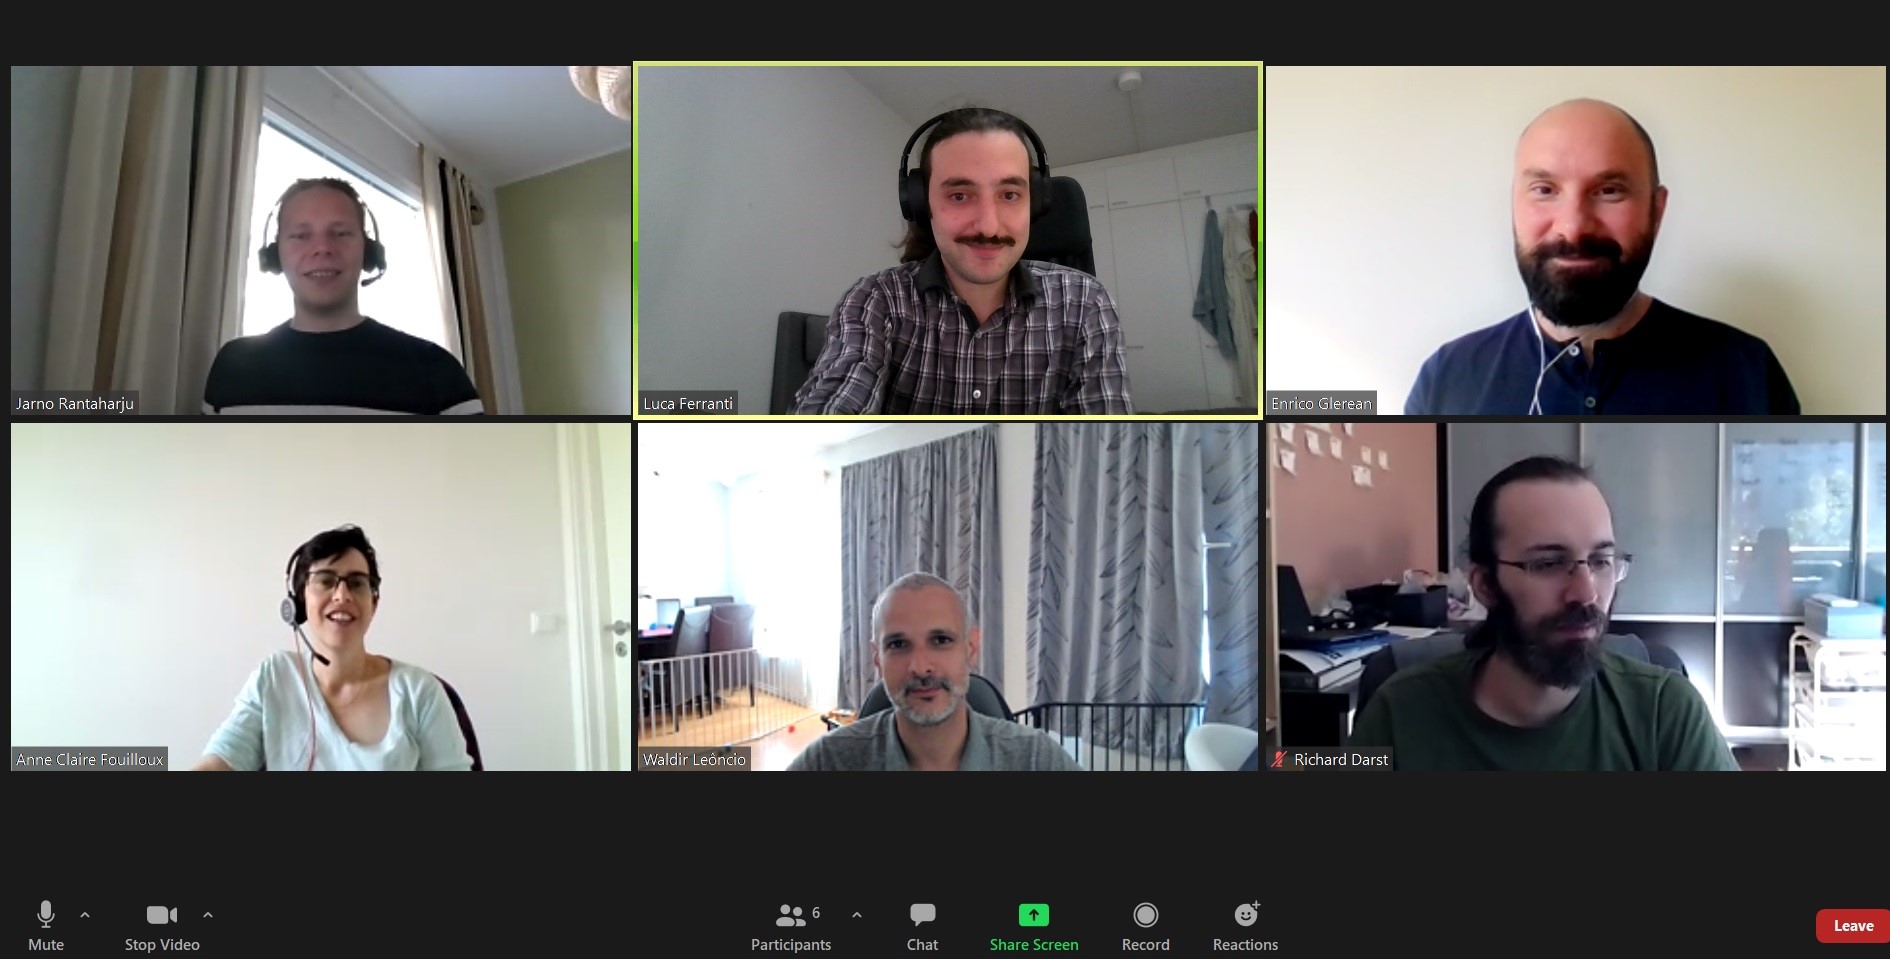 Jarno Rantaharju
Luca Ferranti
Enrico Glerean
Anne Claire Fouilloux
Waldir Leôncio
Richard Darst
6
Mute
Stop Video
Participants
Chat
Share Screen
Record
Reactions
Leave